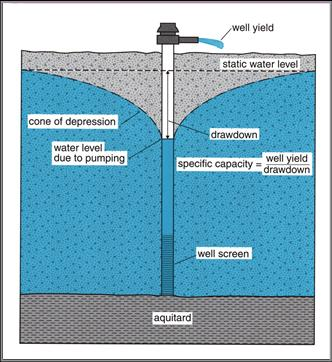 well yield
static water level
cone of depression
drawdown
water level
due to pumping
specific capacity = well yield
drawdown
well screen
aquitard